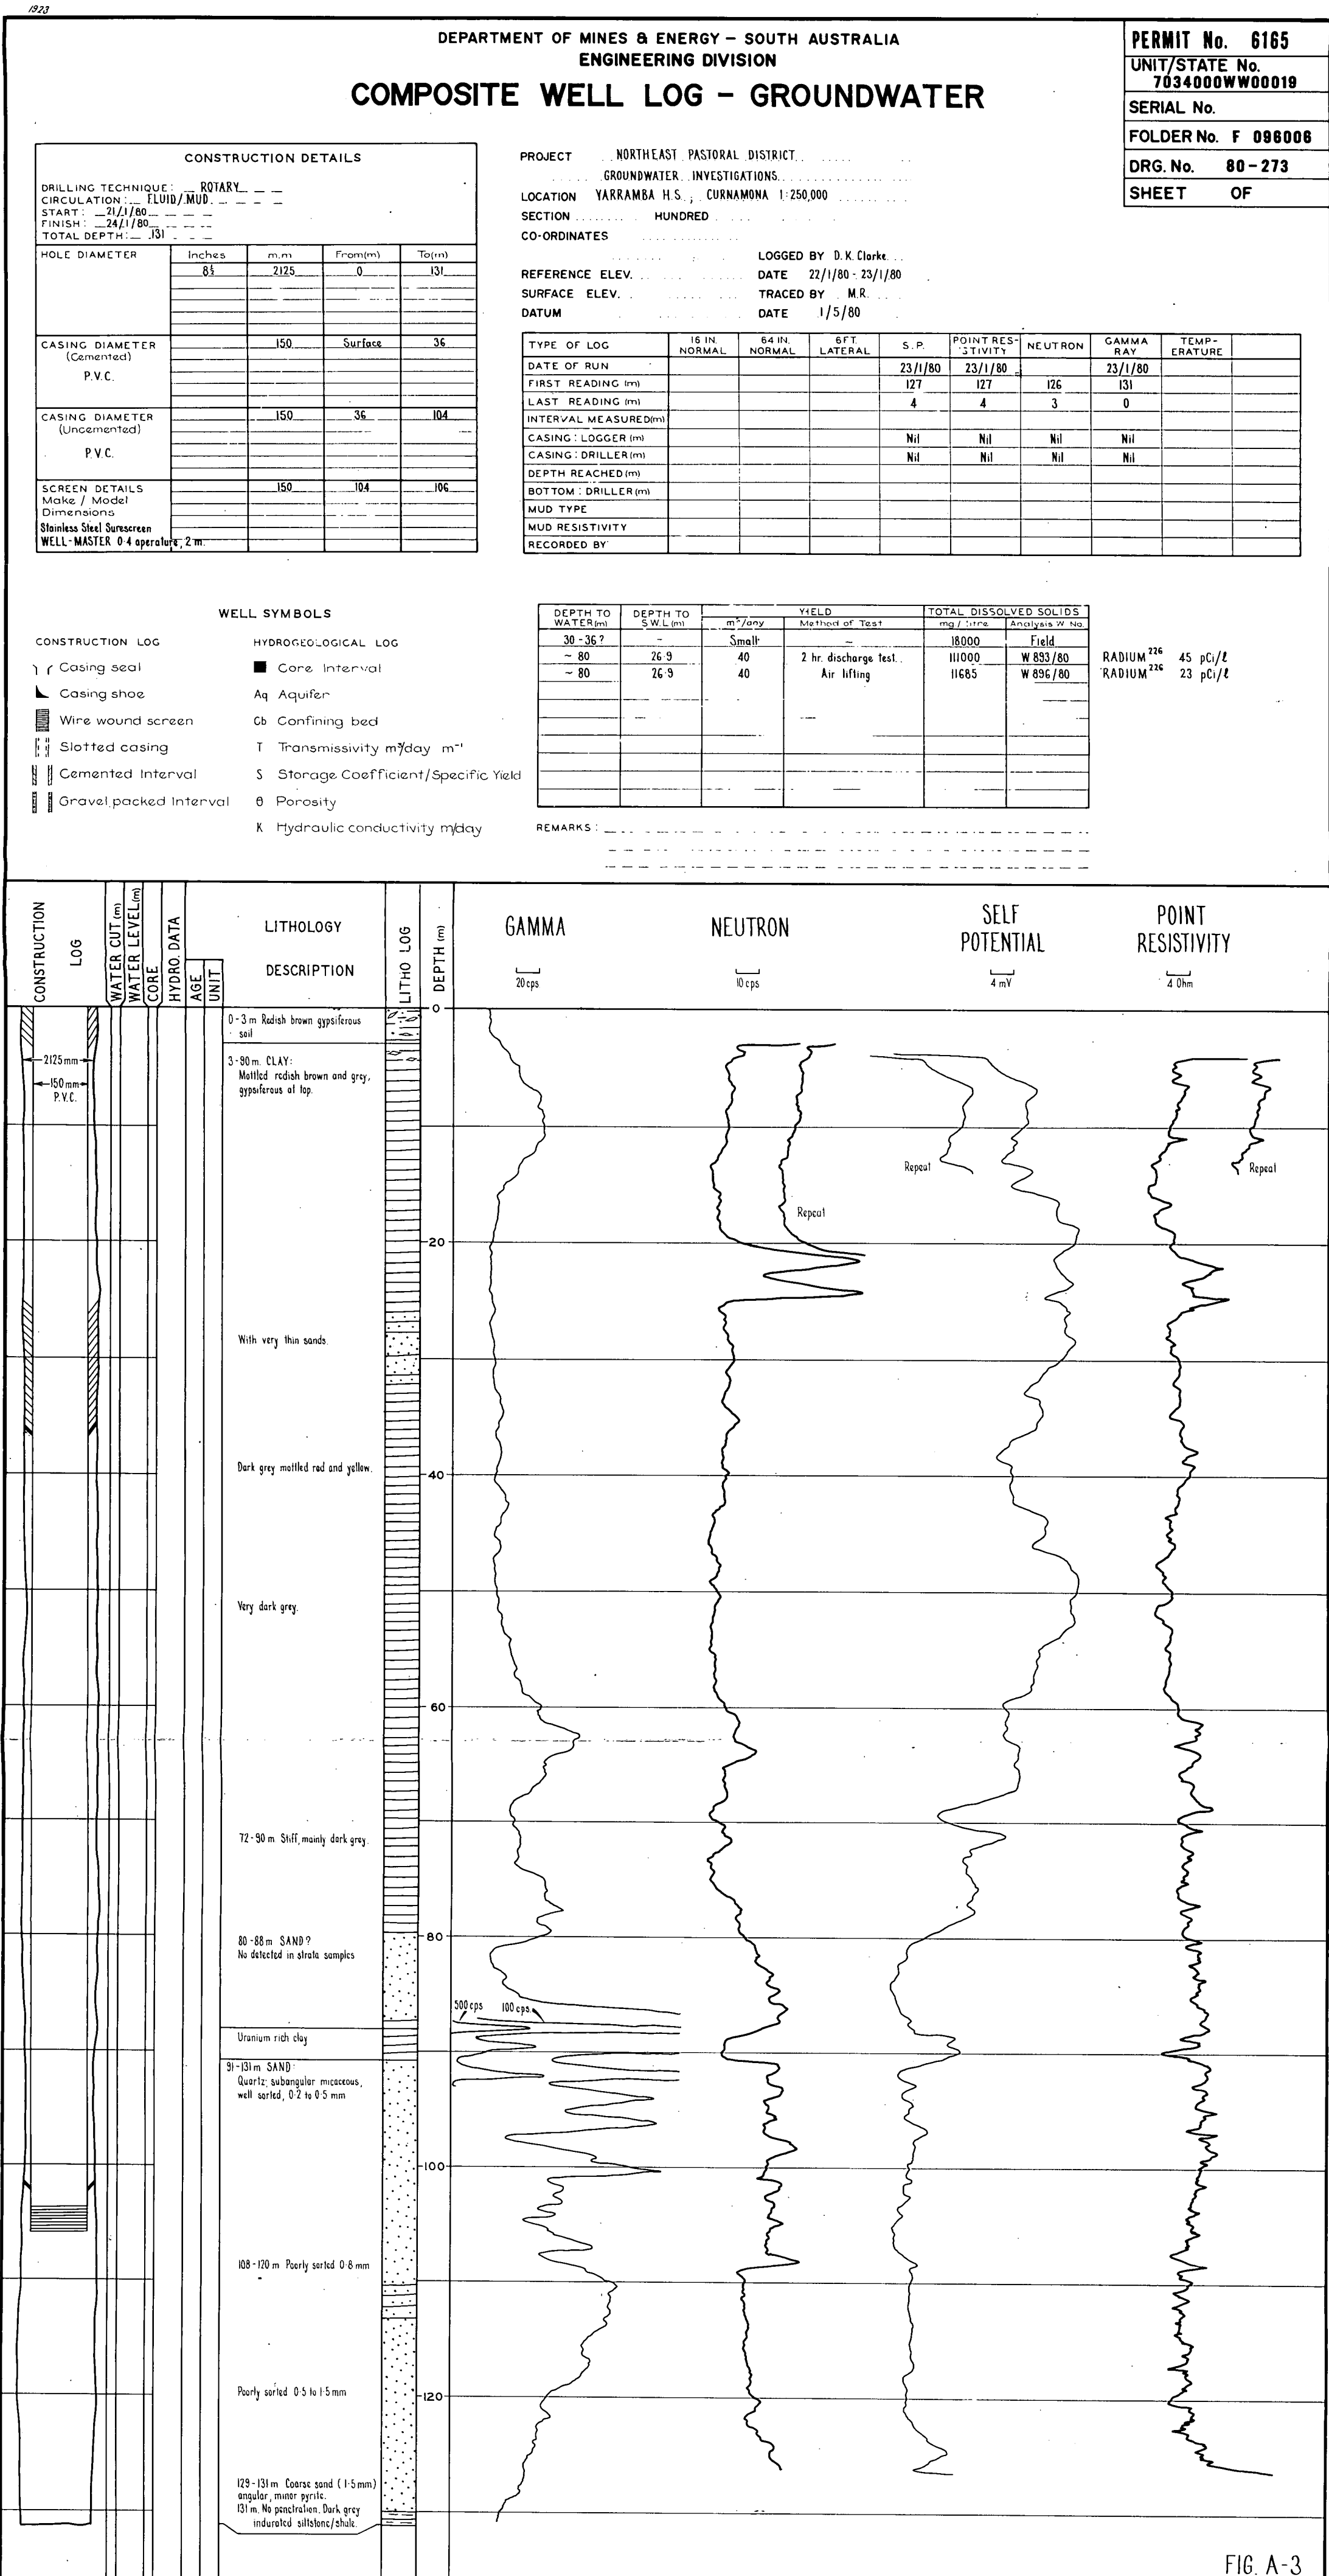 1923
DEPARTMENT OF MINES & ENERGY – SOUTH AUSTRALIA
ENGINEERING DIVISION
COMPOSITE WELL LOG – GROUNDWATER
PERMIT No. 6165
UNIT/STATE No.
7034000WW00019
SERIAL No.
FOLDER No. F 096006
DRG. No. 80-273
SHEET OF
CONSTRUCTION DETAILS
DRILLING TECHNIQUE: ROTARY
CIRCULATION: FLUID/MUD
START: 21/1/80
FINISH: 24/1/80
TOTAL DEPTH: 131
HOLE DIAMETER Inches m.m From(m) To(m)
8½ 2125 0 131
CASING DIAMETER 150 Surface 36
(Cemented)
P.V.C.
CASING DIAMETER 150 36 104
(Uncemented)
P.V.C.
SCREEN DETAILS 150 104 106
Make / Model
Dimensions
Stainless Steel Surescreen
WELL-MASTER 0·4 aperature, 2 m.
PROJECT NORTHEAST PASTORAL DISTRICT
GROUNDWATER INVESTIGATIONS
LOCATION YARRAMBA H.S., CURNAMONA 1:250,000
SECTION HUNDRED
CO-ORDINATES
LOGGED BY D.K. Clarke
REFERENCE ELEV. DATE 22/1/80 - 23/1/80
SURFACE ELEV. TRACED BY M.R.
DATUM DATE 1/5/80
TYPE OF LOG 16 IN. NORMAL 64 IN. NORMAL 6FT. LATERAL S.P. POINT RES-STIVITY NEUTRON GAMMA RAY TEMP-ERATURE
DATE OF RUN 23/1/80 23/1/80 23/1/80
FIRST READING (m) 127 127 126 131
LAST READING (m) 4 4 3 0
INTERVAL MEASURED(m)
CASING: LOGGER (m) Nil Nil Nil Nil
CASING: DRILLER (m) Nil Nil Nil Nil
DEPTH REACHED (m)
BOTTOM: DRILLER (m)
MUD TYPE
MUD RESISTIVITY
RECORDED BY
WELL SYMBOLS
CONSTRUCTION LOG
Casing seal
Casing shoe
Wire wound screen
Slotted casing
Cemented Interval
Gravel packed Interval
HYDROGEOLOGICAL LOG
Core Interval
Aq Aquifer
Cb Confining bed
T Transmissivity m³/day m⁻¹
S Storage Coefficient/Specific Yield
θ Porosity
K Hydraulic conductivity m/day
DEPTH TO WATER(m) DEPTH TO S.W.L (m) YIELD TOTAL DISSOLVED SOLIDS
m³/day Method of Test mg / litre Analysis W No.
30 - 36? - Small - 18000 Field
~ 80 26·9 40 2 hr. discharge test. 111000 W 893/80 RADIUM²²⁶ 45 pCi/ℓ
~ 80 26·9 40 Air lifting 11685 W 896/80 RADIUM²²⁶ 23 pCi/ℓ
REMARKS:
CONSTRUCTION LOG
WATER CUT (m)
WATER LEVEL(m)
CORE
HYDRO. DATA
AGE
UNIT
LITHOLOGY
DESCRIPTION
LITHO LOG
DEPTH (m)
GAMMA
20 cps
NEUTRON
10 cps
SELF
POTENTIAL
4 mV
POINT
RESISTIVITY
4 Ohm
0
0-3 m Redish brown gypsiferous
soil
2125mm
150mm
P.V.C.
3-90 m. CLAY:
Mottled redish brown and grey,
gypsiferous at top.
Repeat
Repeat
Repeat
20
With very thin sands.
Dark grey mottled red and yellow.
40
Very dark grey.
60
72-90 m Stiff, mainly dark grey.
80-88 m SAND?
No detected in strata samples
80
500 cps 100 cps
Uranium rich clay
91-131 m SAND:
Quartz; subangular micaceous,
well sorted, 0·2 to 0·5 mm
100
108-120 m Poorly sorted 0·8 mm
Poorly sorted 0·5 to 1·5 mm
120
129-131 m Coarse sand (1·5 mm)
angular, minor pyrite.
131 m. No penetration. Dark grey
indurated siltstone/shale.
FIG. A-3